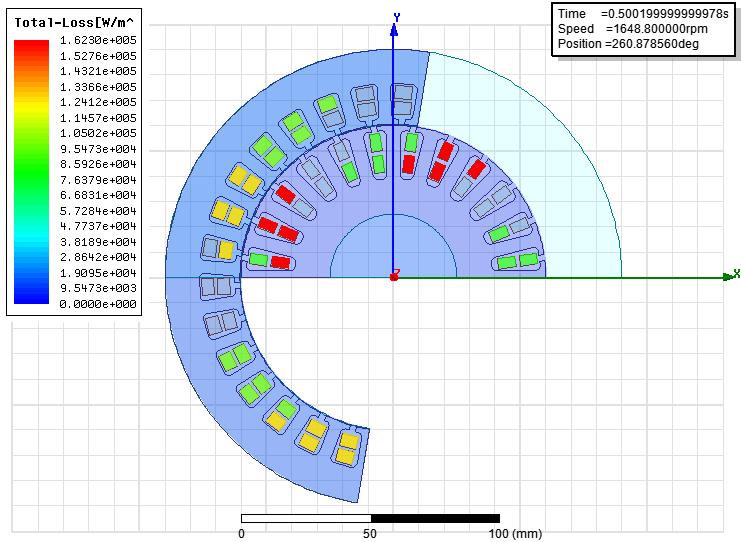 Total-Loss[W/m^
1.6230e+005
1.5276e+005
1.4321e+005
1.3366e+005
1.2412e+005
1.1457e+005
1.0502e+005
9.5473e+004
8.5926e+004
7.6379e+004
6.6831e+004
5.7284e+004
4.7737e+004
3.8189e+004
2.8642e+004
1.9095e+004
9.5473e+003
0.0000e+000
Time =0.500199999999978s
Speed =1648.800000rpm
Position =260.878560deg
Y
X
Z
0 50 100 (mm)